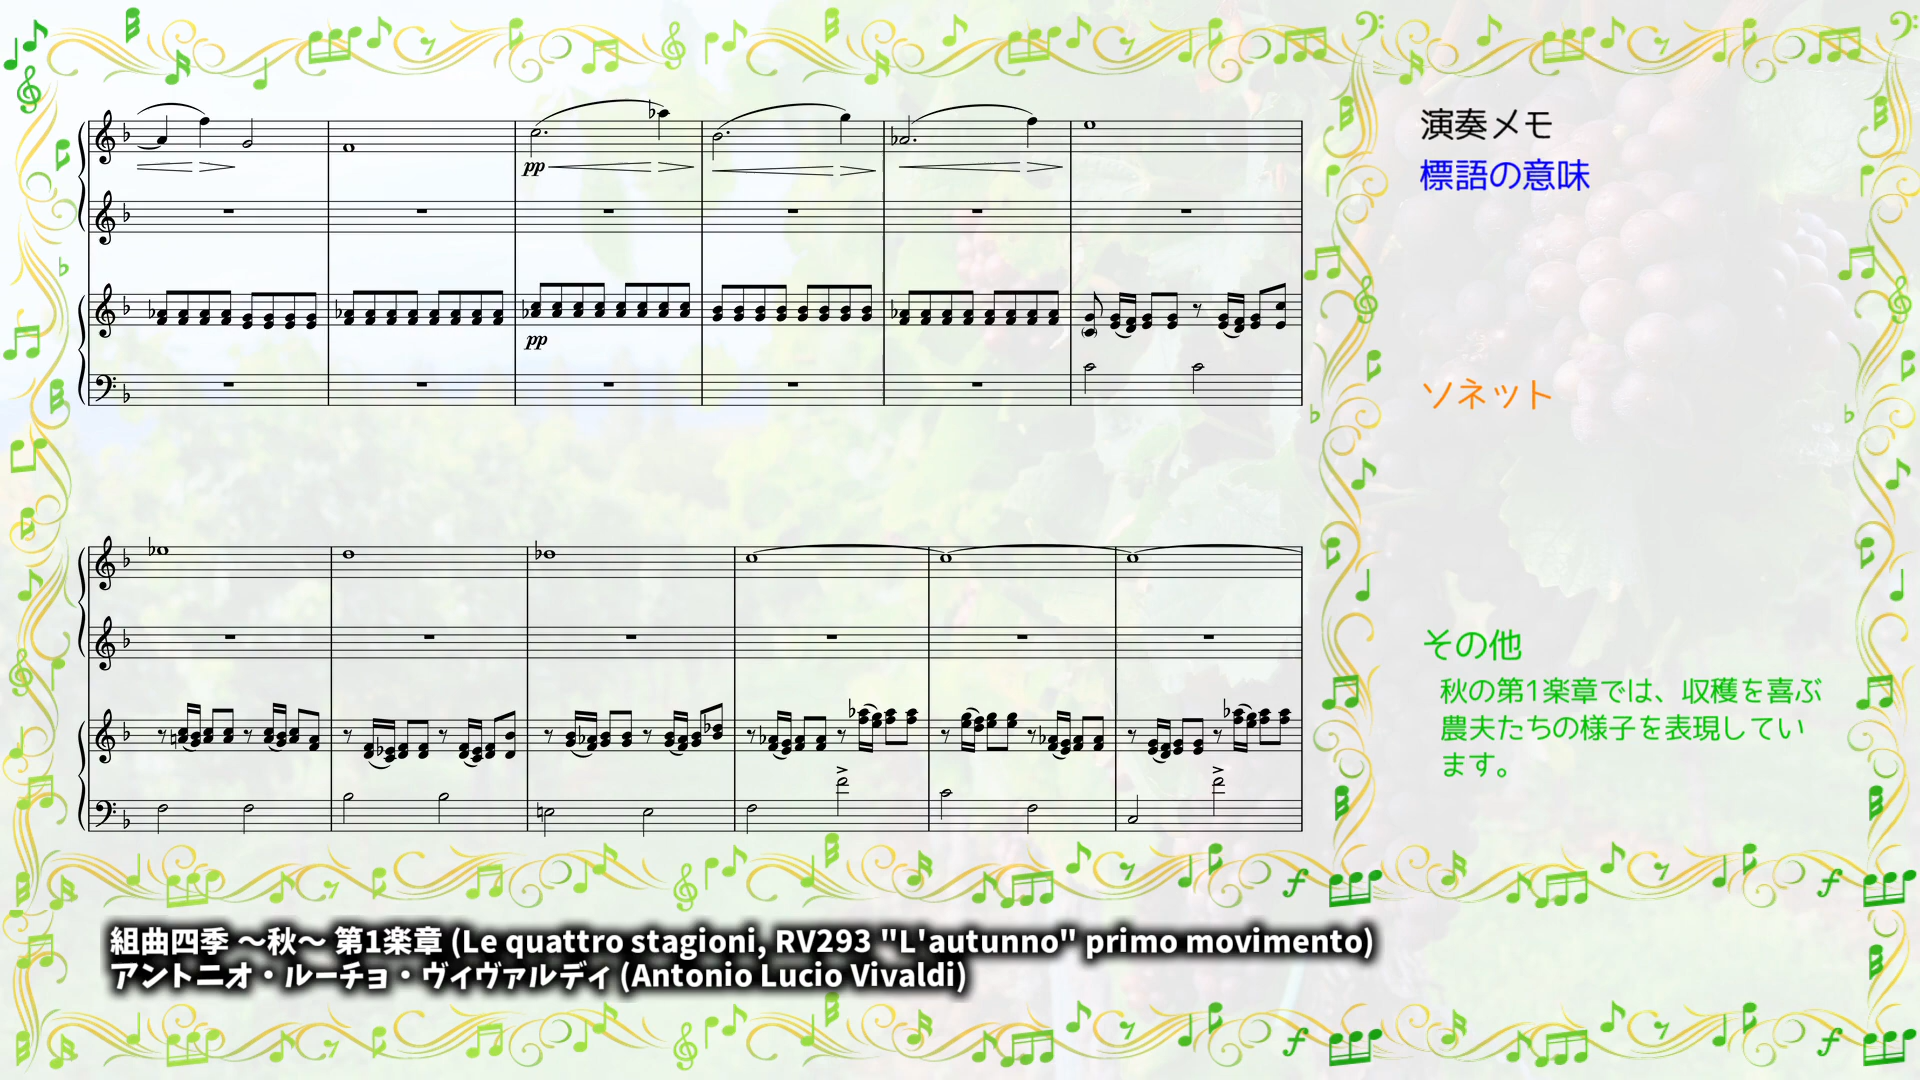 演奏メモ
標語の意味
pp
pp
ソネット
その他
秋の第1楽章では、収穫を喜ぶ
農夫たちの様子を表現してい
ます。
組曲四季 ～秋～ 第1楽章 (Le quattro stagioni, RV293 "L'autunno" primo movimento)
アントニオ・ルーチョ・ヴィヴァルディ (Antonio Lucio Vivaldi)